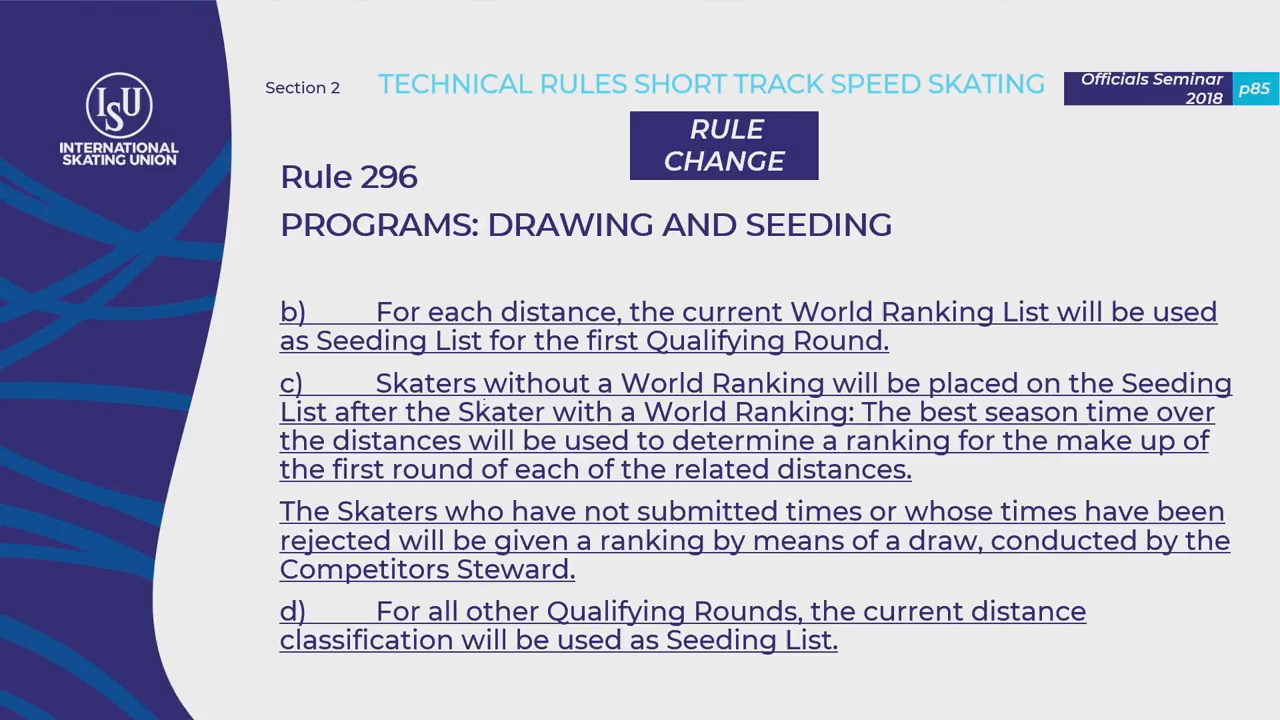 ISU
INTERNATIONAL
SKATING UNION
Section 2
TECHNICAL RULES SHORT TRACK SPEED SKATING
Officials Seminar
2018
p85
RULE
CHANGE
Rule 296
PROGRAMS: DRAWING AND SEEDING
b) For each distance, the current World Ranking List will be used
as Seeding List for the first Qualifying Round.
c) Skaters without a World Ranking will be placed on the Seeding
List after the Skater with a World Ranking: The best season time over
the distances will be used to determine a ranking for the make up of
the first round of each of the related distances.
The Skaters who have not submitted times or whose times have been
rejected will be given a ranking by means of a draw, conducted by the
Competitors Steward.
d) For all other Qualifying Rounds, the current distance
classification will be used as Seeding List.